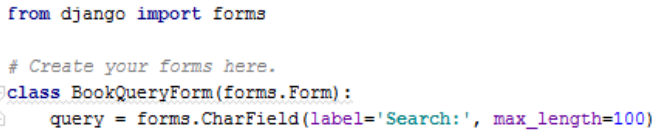 from django import forms
# Create your forms here.
class BookQueryForm(forms.Form):
    query = forms.CharField(label='Search:', max_length=100)